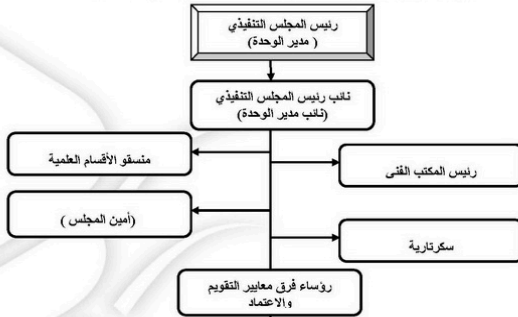 رئيس المجلس التنفيذي
( مدير الوحدة)
نائب رئيس المجلس التنفيذي
(نائب مدير الوحدة)
منسقو الأقسام العلمية
رئيس المكتب الفنى
(أمين المجلس )
سكرتارية
رؤساء فرق معايير التقويم
والاعتماد